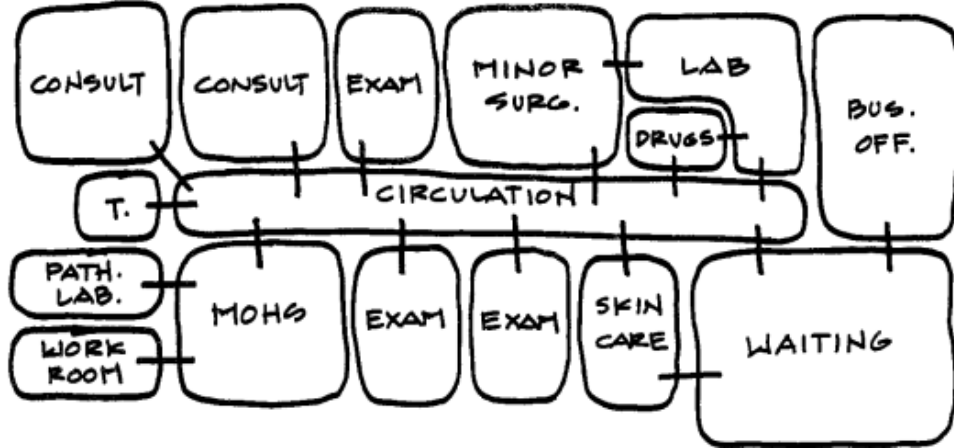 CONSULT
CONSULT
EXAM
MINOR
SURG.
LAB
DRUGS
BUS.
OFF.
T.
CIRCULATION
PATH.
LAB.
WORK
ROOM
MOHS
EXAM
EXAM
SKIN
CARE
WAITING